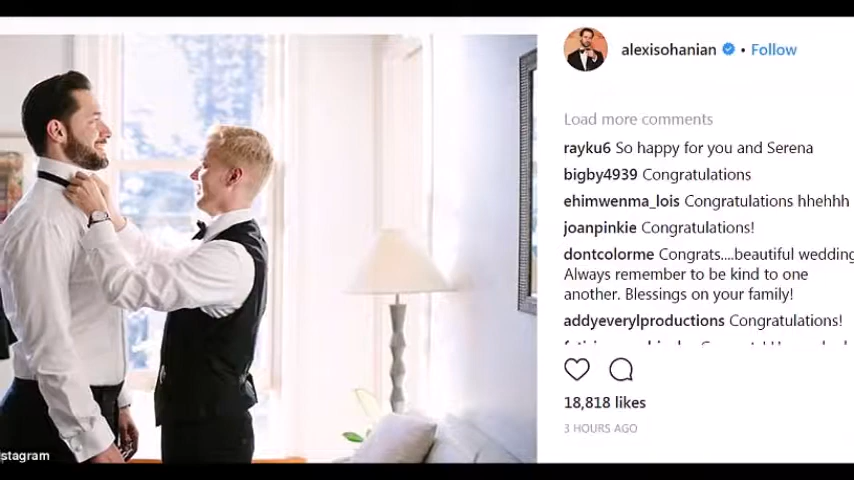 alexisohanian • Follow
Load more comments
rayku6 So happy for you and Serena
bigby4939 Congratulations
ehimwenma_lois Congratulations hhehhh
joanpinkie Congratulations!
dontcolorme Congrats....beautiful wedding
Always remember to be kind to one
another. Blessings on your family!
addyeverylproductions Congratulations!
18,818 likes
3 HOURS AGO
stagram